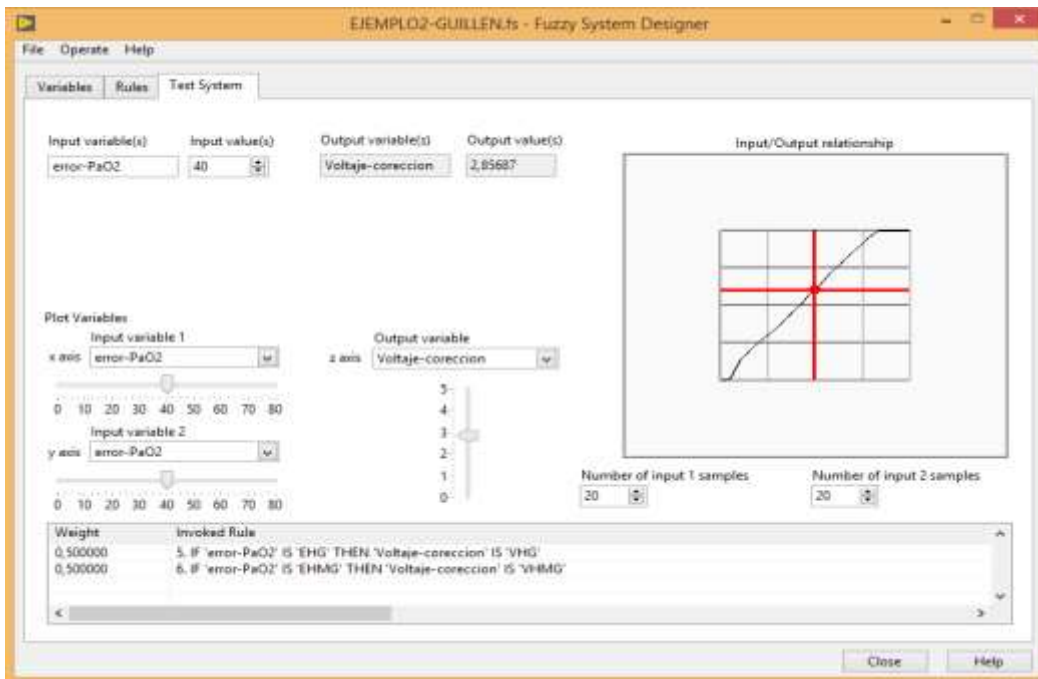 EJEMPLO2-GUILLEN.fs - Fuzzy System Designer
File Operate Help
Variables Rules Test System
Input variable(s) Input value(s) Output variable(s) Output value(s)
error-PaO2 40 Voltaje-coreccion 2,85687
Input/Output relationship
Plot Variables
Input variable 1
x axis error-PaO2
0 10 20 30 40 50 60 70 80
Input variable 2
y axis error-PaO2
0 10 20 30 40 50 60 70 80
Output variable
z axis Voltaje-coreccion
5
4
3
2
1
0
Number of input 1 samples
20
Number of input 2 samples
20
Weight Invoked Rule
0,500000 5. IF 'error-PaO2' IS 'EHG' THEN 'Voltaje-coreccion' IS 'VHG'
0,500000 6. IF 'error-PaO2' IS 'EHMG' THEN 'Voltaje-coreccion' IS 'VHMG'
Close Help